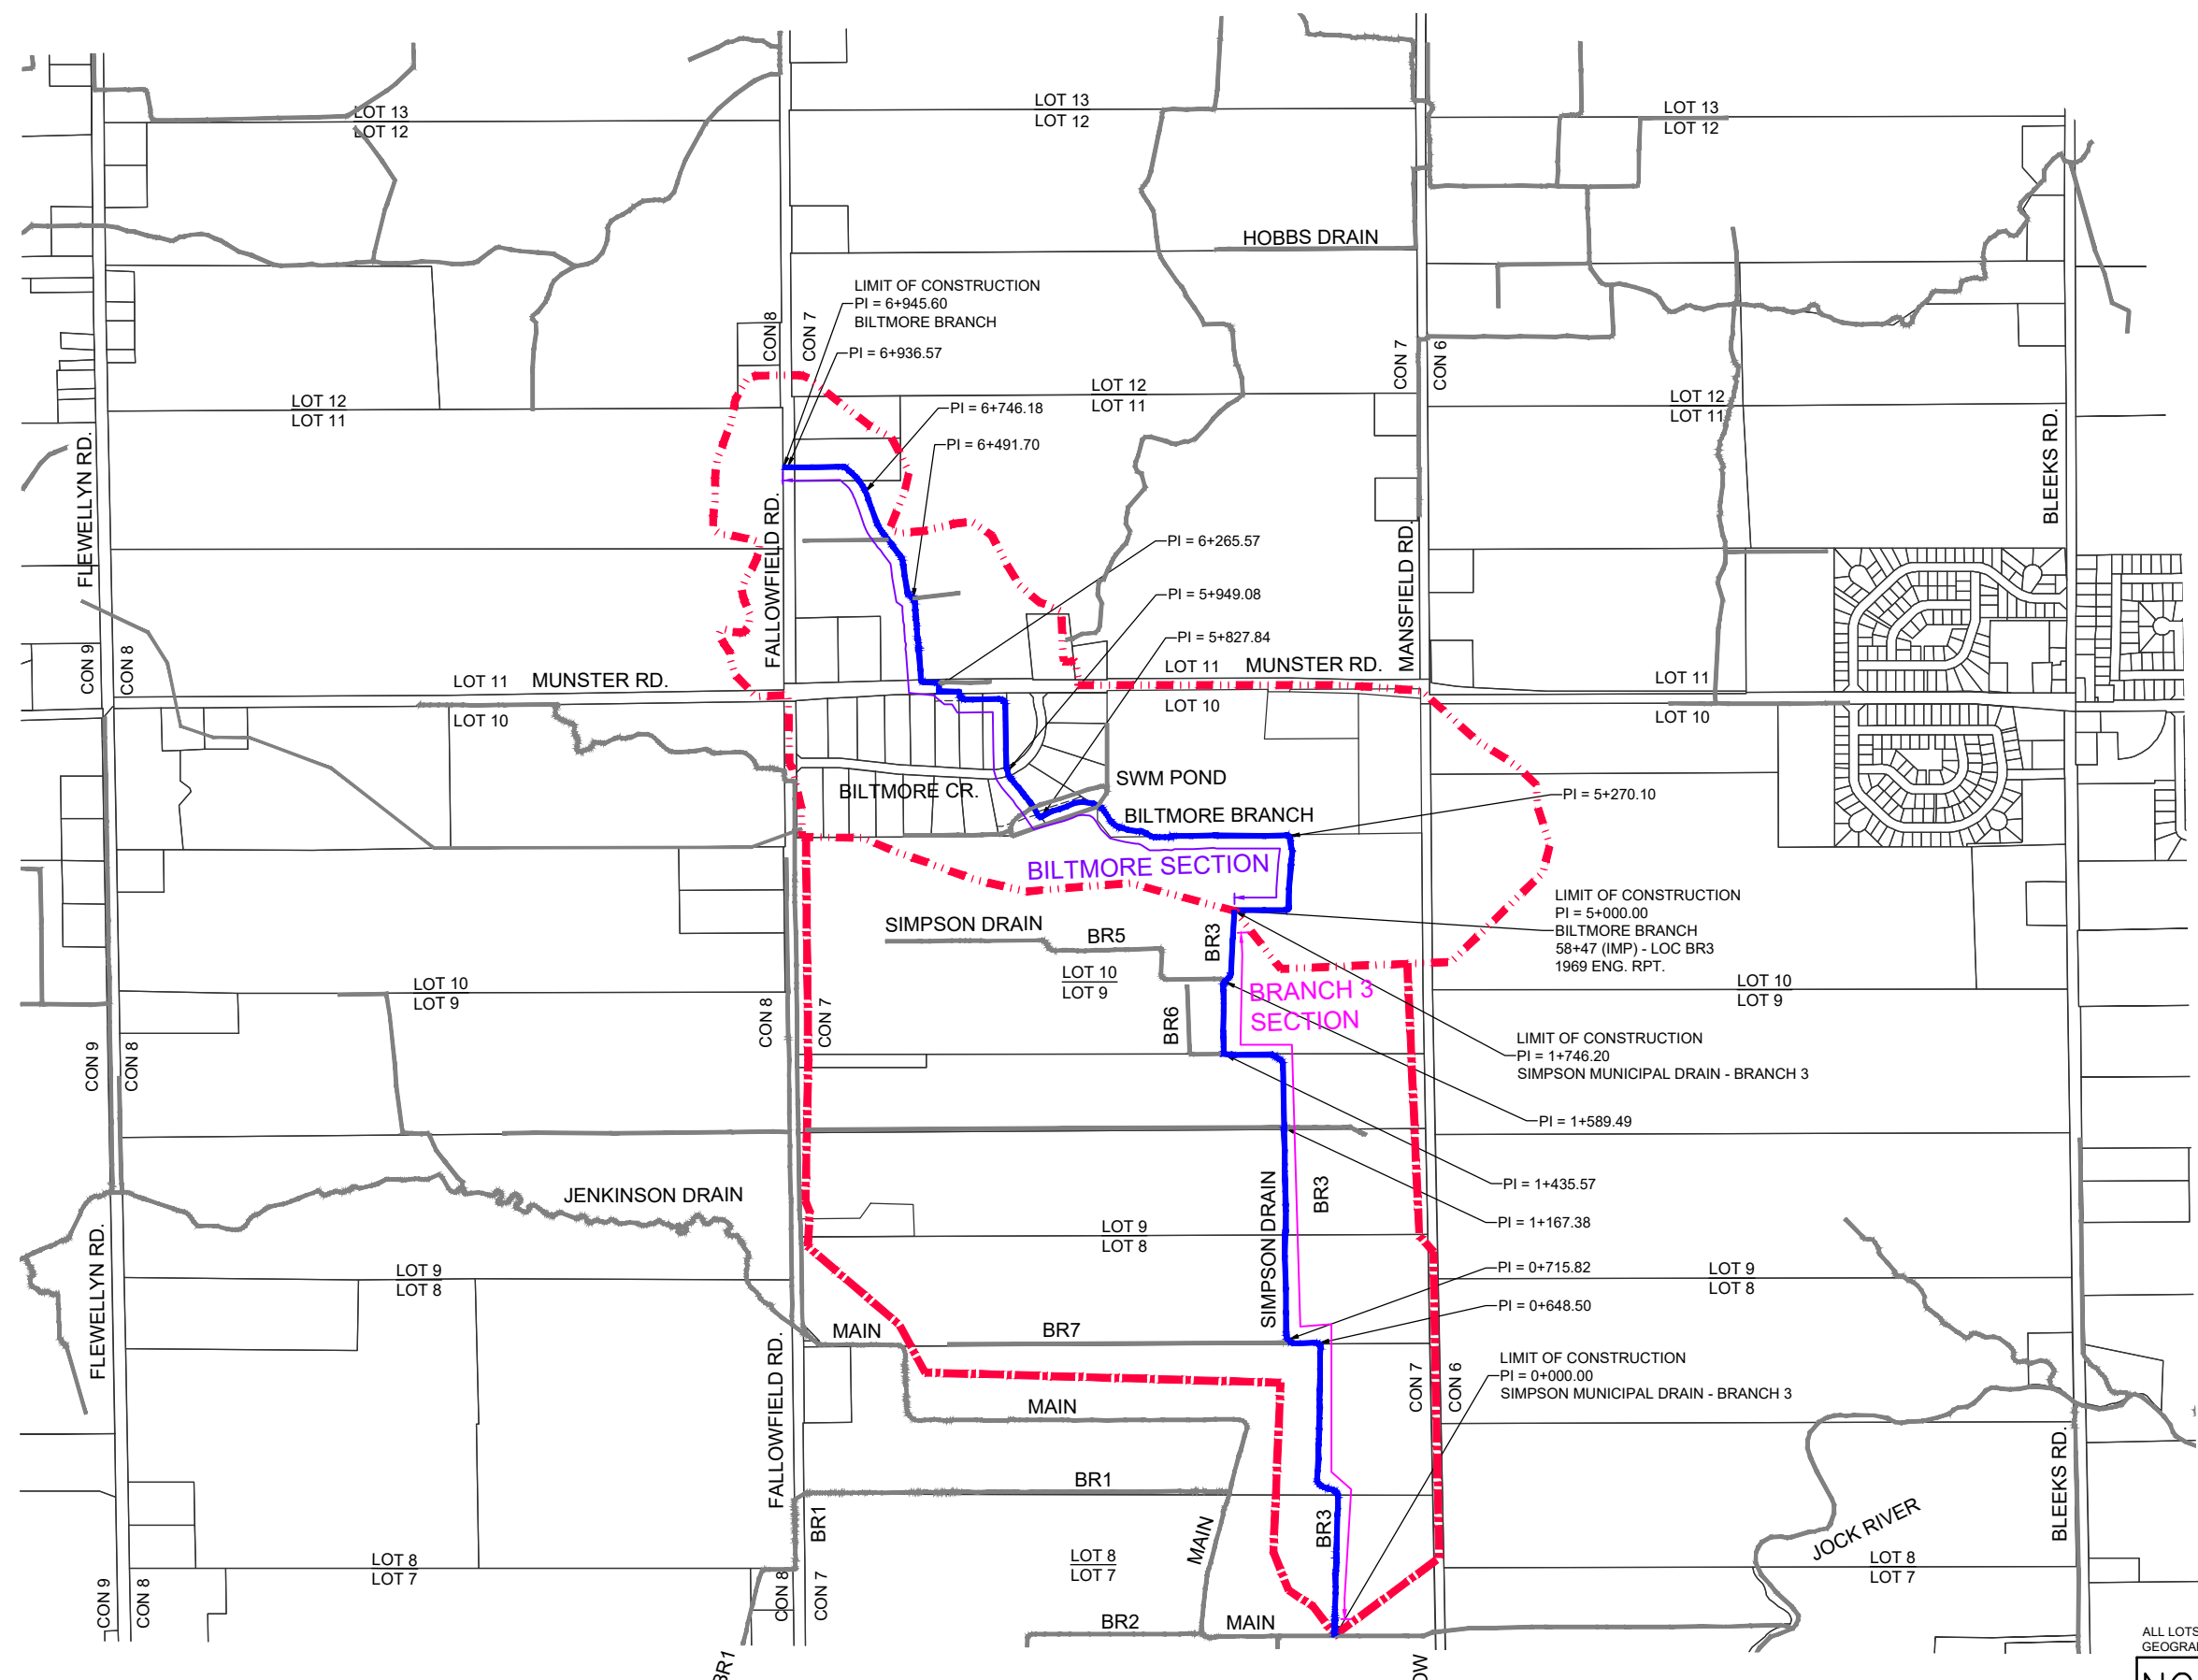 LOT 13
LOT 12
LOT 13
LOT 12
LOT 13
LOT 12
HOBBS DRAIN
LIMIT OF CONSTRUCTION
PI = 6+945.60
BILTMORE BRANCH
CON 8
CON 7
PI = 6+936.57
CON 7
CON 6
LOT 12
LOT 11
LOT 12
LOT 11
LOT 12
LOT 11
PI = 6+746.18
PI = 6+491.70
FLEWELLYN RD.
FALLOWFIELD RD.
MANSFIELD RD.
BLEEKS RD.
PI = 6+265.57
PI = 5+949.08
PI = 5+827.84
CON 9
CON 8
LOT 11
MUNSTER RD.
LOT 10
LOT 11
MUNSTER RD.
LOT 10
LOT 11
LOT 10
SWM POND
BILTMORE CR.
BILTMORE BRANCH
PI = 5+270.10
BILTMORE SECTION
SIMPSON DRAIN
BR5
BR3
LIMIT OF CONSTRUCTION
PI = 5+000.00
BILTMORE BRANCH
58+47 (IMP) - LOC BR3
1969 ENG. RPT.
LOT 10
LOT 9
LOT 10
LOT 9
LOT 10
LOT 9
BRANCH 3
SECTION
BR6
CON 8
CON 7
CON 9
CON 8
LIMIT OF CONSTRUCTION
PI = 1+746.20
SIMPSON MUNICIPAL DRAIN - BRANCH 3
PI = 1+589.49
PI = 1+435.57
PI = 1+167.38
JENKINSON DRAIN
SIMPSON DRAIN
BR3
LOT 9
LOT 8
LOT 9
LOT 8
LOT 9
LOT 8
PI = 0+715.82
PI = 0+648.50
FLEWELLYN RD.
FALLOWFIELD RD.
MAIN
BR7
LIMIT OF CONSTRUCTION
PI = 0+000.00
SIMPSON MUNICIPAL DRAIN - BRANCH 3
CON 7
CON 6
MAIN
BR1
BR1
MAIN
BR3
JOCK RIVER
BLEEKS RD.
LOT 8
LOT 7
LOT 8
LOT 7
LOT 8
LOT 7
CON 9
CON 8
CON 8
CON 7
BR2
MAIN
BR1
OW
ALL LOTS